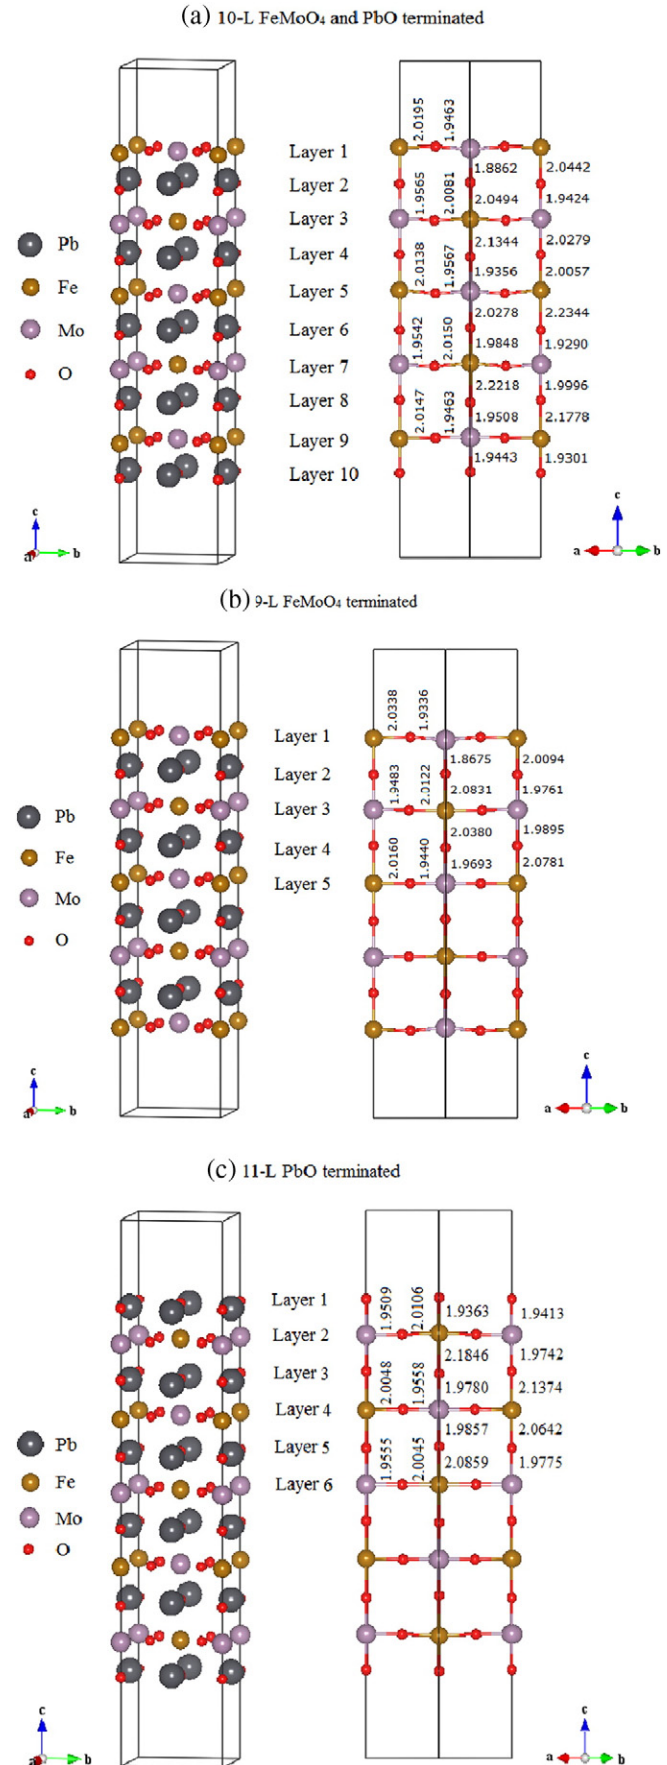 (a) 10-L FeMoO₄ and PbO terminated
2.0195
1.9463
Layer 1
1.8862
2.0442
Layer 2
1.9565
2.0081
1.9424
Layer 3
2.0494
Pb
2.1344
2.0279
Layer 4
Fe
2.0138
1.9567
1.9356
2.0057
Layer 5
Mo
2.0278
2.2344
Layer 6
1.9542
2.0150
1.9848
1.9290
O
Layer 7
2.2218
1.9996
Layer 8
2.0147
1.9463
1.9508
2.1778
Layer 9
1.9443
1.9301
Layer 10
c
a
b
c
a
b
(b) 9-L FeMoO₄ terminated
2.0338
1.9336
Layer 1
1.8675
2.0094
Layer 2
1.9483
2.0122
2.0831
1.9761
Pb
Layer 3
2.0380
1.9895
Fe
Layer 4
2.0160
1.9440
1.9693
2.0781
Mo
Layer 5
O
c
a
b
c
a
b
(c) 11-L PbO terminated
Layer 1
1.9509
2.0106
1.9363
1.9413
Layer 2
2.1846
1.9742
Layer 3
2.0048
1.9558
1.9780
2.1374
Layer 4
1.9857
2.0642
Pb
Layer 5
1.9555
2.0045
2.0859
1.9775
Fe
Layer 6
Mo
O
c
a
b
c
a
b